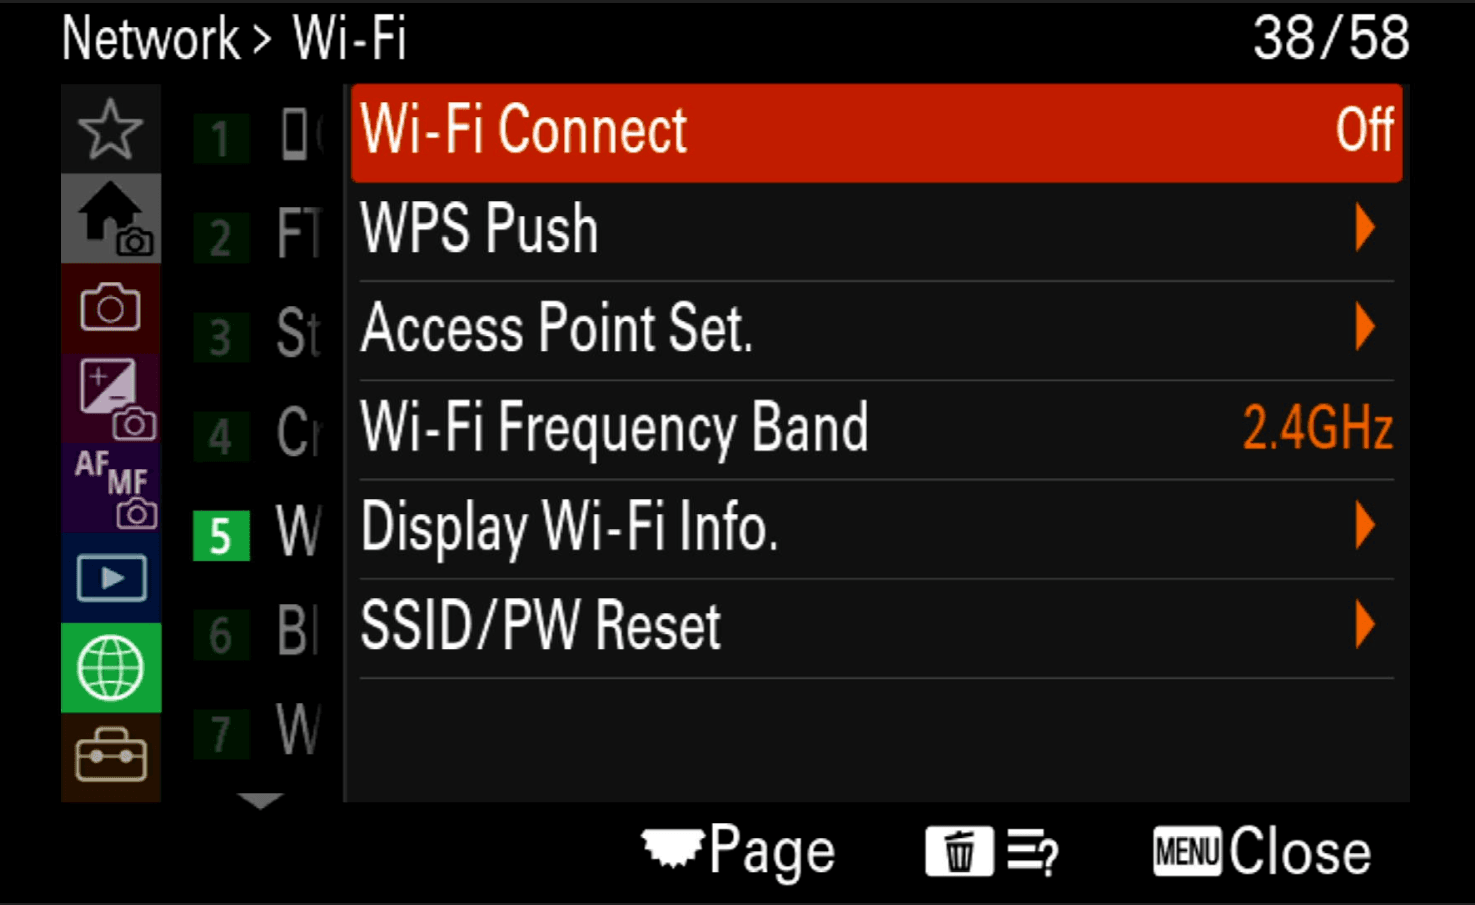 Network> Wi-Fi
38/58
1
2 FT
3 St
4 Cr
5 W
6 Bl
7 W
AF MF
Wi-Fi Connect Off
WPS Push
Access Point Set.
Wi-Fi Frequency Band 2.4GHz
Display Wi-Fi Info.
SSID/PW Reset
Page
?
MENU Close